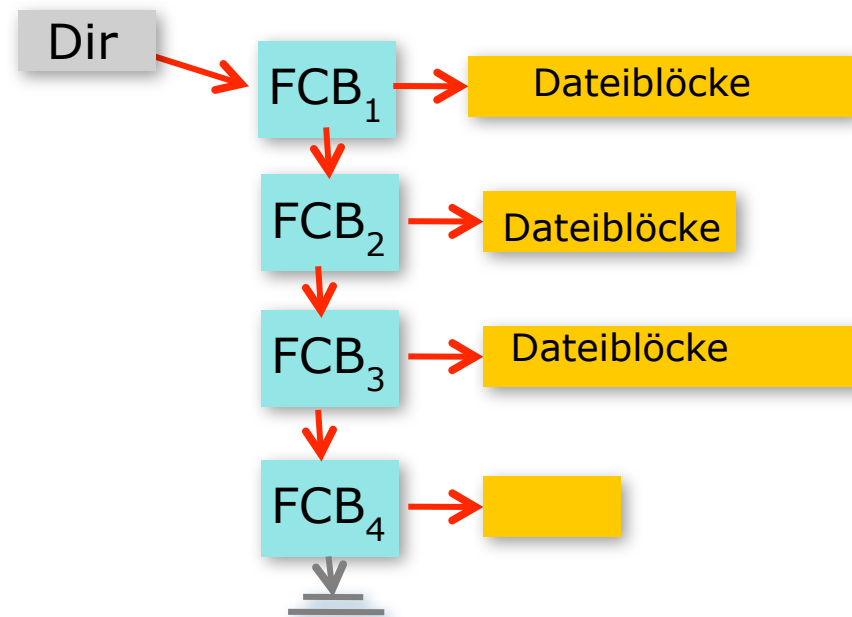 Dir
FCB₁
Dateiblöcke
FCB₂
Dateiblöcke
FCB₃
Dateiblöcke
FCB₄